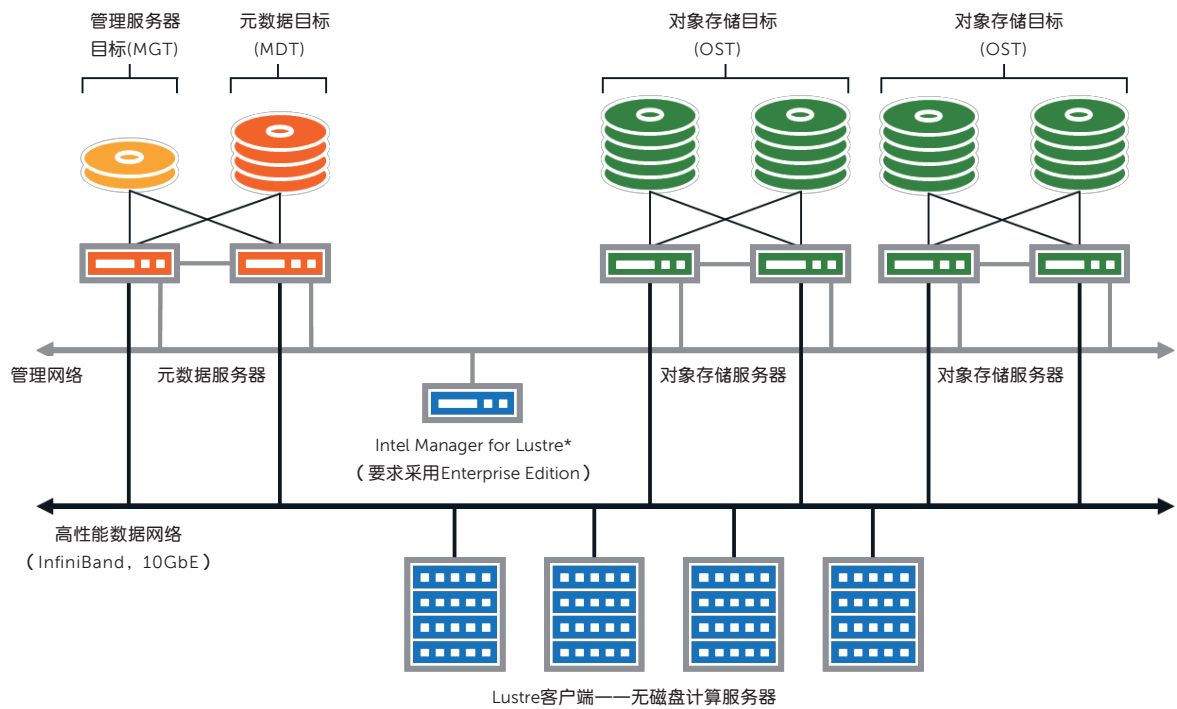 管理服务器
目标(MGT)
元数据目标
(MDT)
对象存储目标
(OST)
对象存储目标
(OST)
管理网络
元数据服务器
对象存储服务器
对象存储服务器
Intel Manager for Lustre*
（要求采用Enterprise Edition）
高性能数据网络
（InfiniBand，10GbE）
Lustre客户端——无磁盘计算服务器